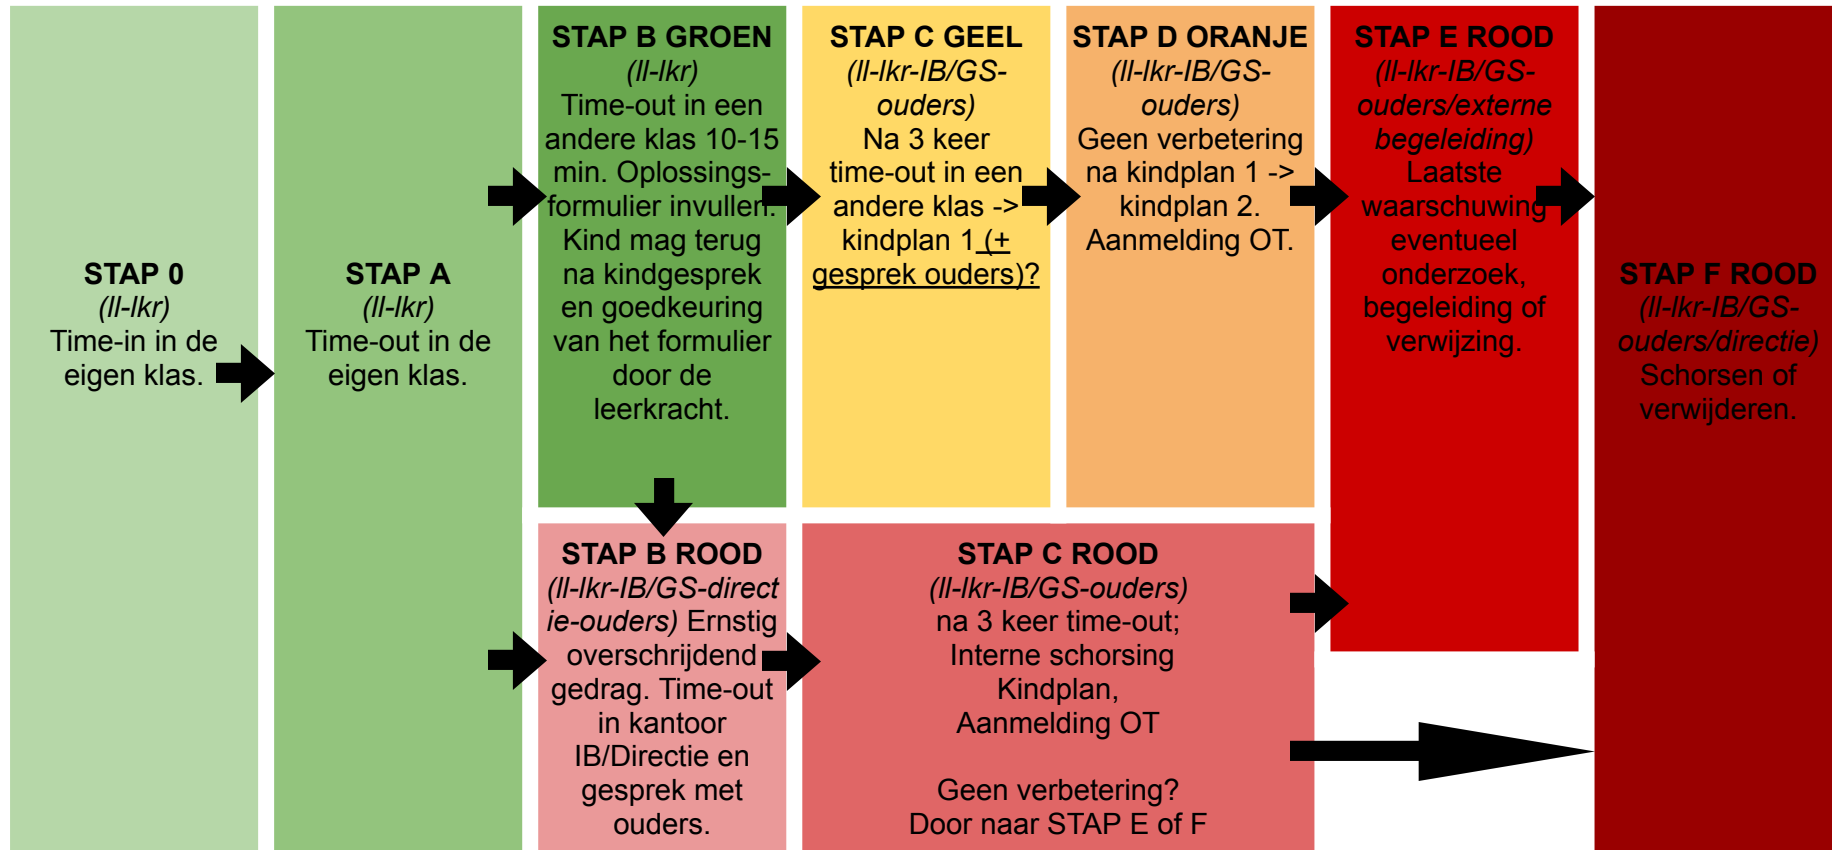 STAP 0
(ll-lkr)
Time-in in de
eigen klas.
STAP A
(ll-lkr)
Time-out in de
eigen klas.
STAP B GROEN
(ll-lkr)
Time-out in een
andere klas 10-15
min. Oplossings-
formulier invullen.
Kind mag terug
na kindgesprek
en goedkeuring
van het formulier
door de
leerkracht.
STAP C GEEL
(ll-lkr-IB/GS-
ouders)
Na 3 keer
time-out in een
andere klas ->
kindplan 1 (+
gesprek ouders)?
STAP D ORANJE
(ll-lkr-IB/GS-
ouders)
Geen verbetering
na kindplan 1 ->
kindplan 2.
Aanmelding OT.
STAP E ROOD
(ll-lkr-IB/GS-
ouders/externe
begeleiding)
Laatste
waarschuwing
eventueel
onderzoek,
begeleiding of
verwijzing.
STAP F ROOD
(ll-lkr-IB/GS-
ouders/directie)
Schorsen of
verwijderen.
STAP B ROOD
(ll-lkr-IB/GS-direct
ie-ouders) Ernstig
overschrijdend
gedrag. Time-out
in kantoor
IB/Directie en
gesprek met
ouders.
STAP C ROOD
(ll-lkr-IB/GS-ouders)
na 3 keer time-out;
Interne schorsing
Kindplan,
Aanmelding OT
Geen verbetering?
Door naar STAP E of F